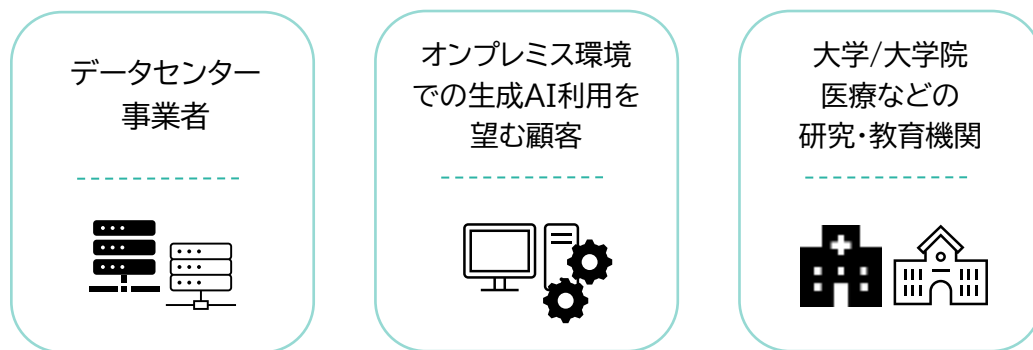 データセンター
事業者
オンプレミス環境
での生成AI利用を
望む顧客
大学/大学院
医療などの
研究・教育機関